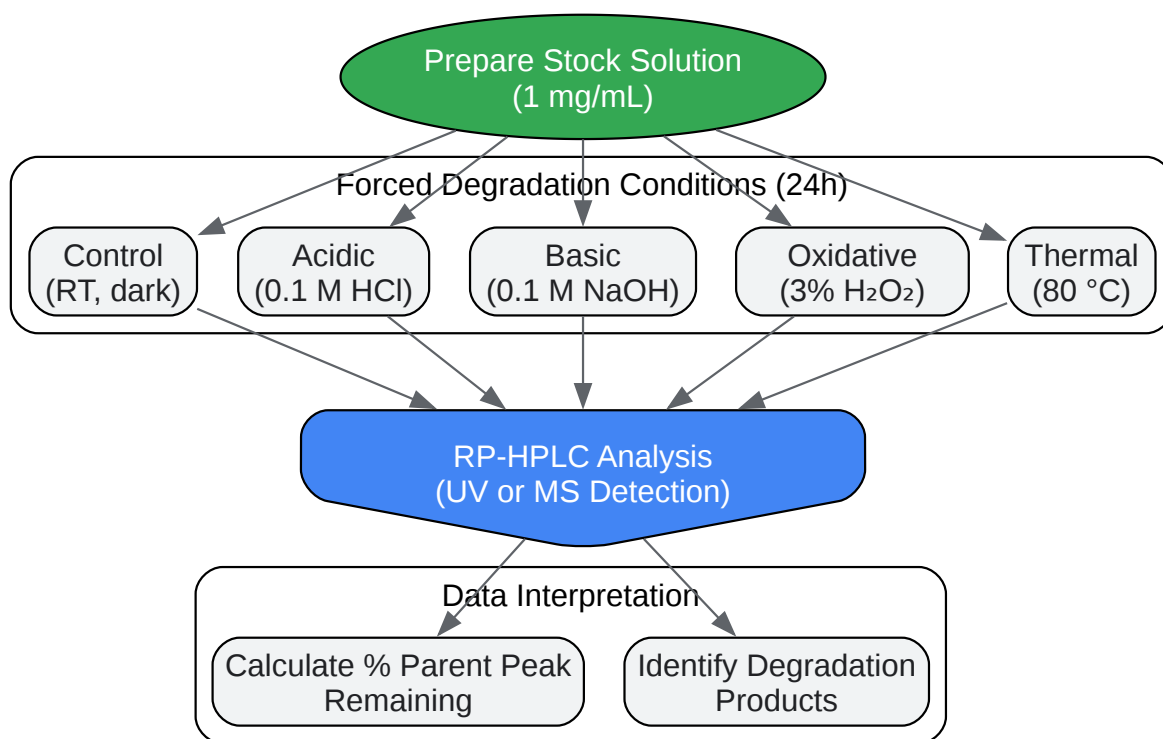 Prepare Stock Solution
(1 mg/mL)
Forced Degradation Conditions (24h)
Control
(RT, dark)
Acidic
(0.1 M HCl)
Basic
(0.1 M NaOH)
Oxidative
(3% H₂O₂)
Thermal
(80 °C)
RP-HPLC Analysis
(UV or MS Detection)
Data Interpretation
Calculate % Parent Peak
Remaining
Identify Degradation
Products